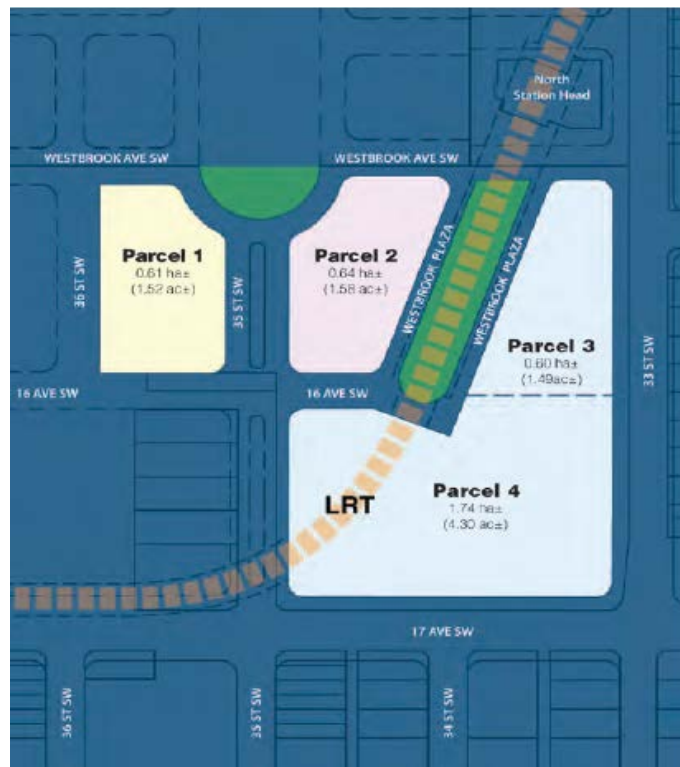 North
Station Head
WESTBROOK AVE SW
WESTBROOK AVE SW
Parcel 1
0.61 ha±
(1.52 ac±)
Parcel 2
0.64 ha±
(1.58 ac±)
36 ST SW
35 ST SW
WESTBROOK PLAZA
WESTBROOK PLAZA
Parcel 3
0.60 ha±
(1.49ac±)
33 ST SW
16 AVE SW
16 AVE SW
LRT
Parcel 4
1.74 ha±
(4.30 ac±)
17 AVE SW
36 ST SW
35 ST SW
34 ST SW